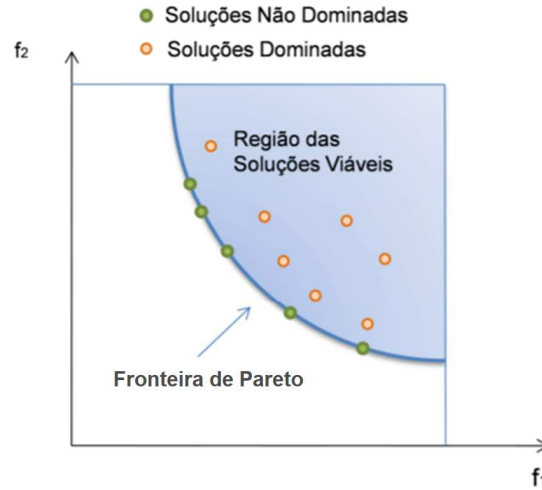 Soluções Não Dominadas
Soluções Dominadas
f₂
Região das
Soluções Viáveis
Fronteira de Pareto
f